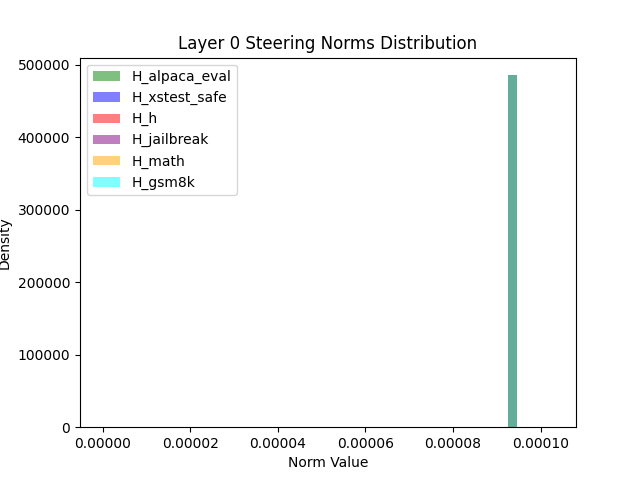 Layer 0 Steering Norms Distribution
500000
400000
300000
200000
100000
0
Density
H_alpaca_eval
H_xstest_safe
H_h
H_jailbreak
H_math
H_gsm8k
0.00000 0.00002 0.00004 0.00006 0.00008 0.00010
Norm Value